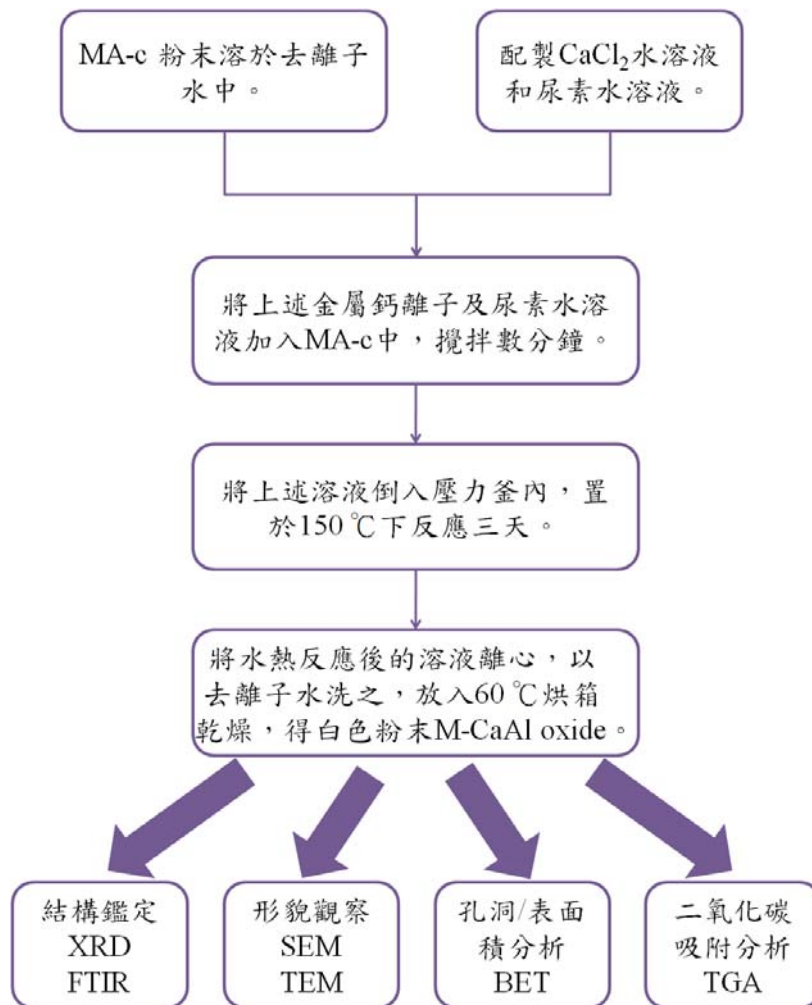 MA-c 粉末溶於去離子
水中。
配製CaCl₂水溶液
和尿素水溶液。
將上述金屬鈣離子及尿素水溶
液加入MA-c中，攪拌數分鐘。
將上述溶液倒入壓力釜內，置
於150℃下反應三天。
將水熱反應後的溶液離心，以
去離子水洗之，放入60℃烘箱
乾燥，得白色粉末M-CaAl oxide。
結構鑑定
XRD
FTIR
形貌觀察
SEM
TEM
孔洞/表面
積分析
BET
二氧化碳
吸附分析
TGA